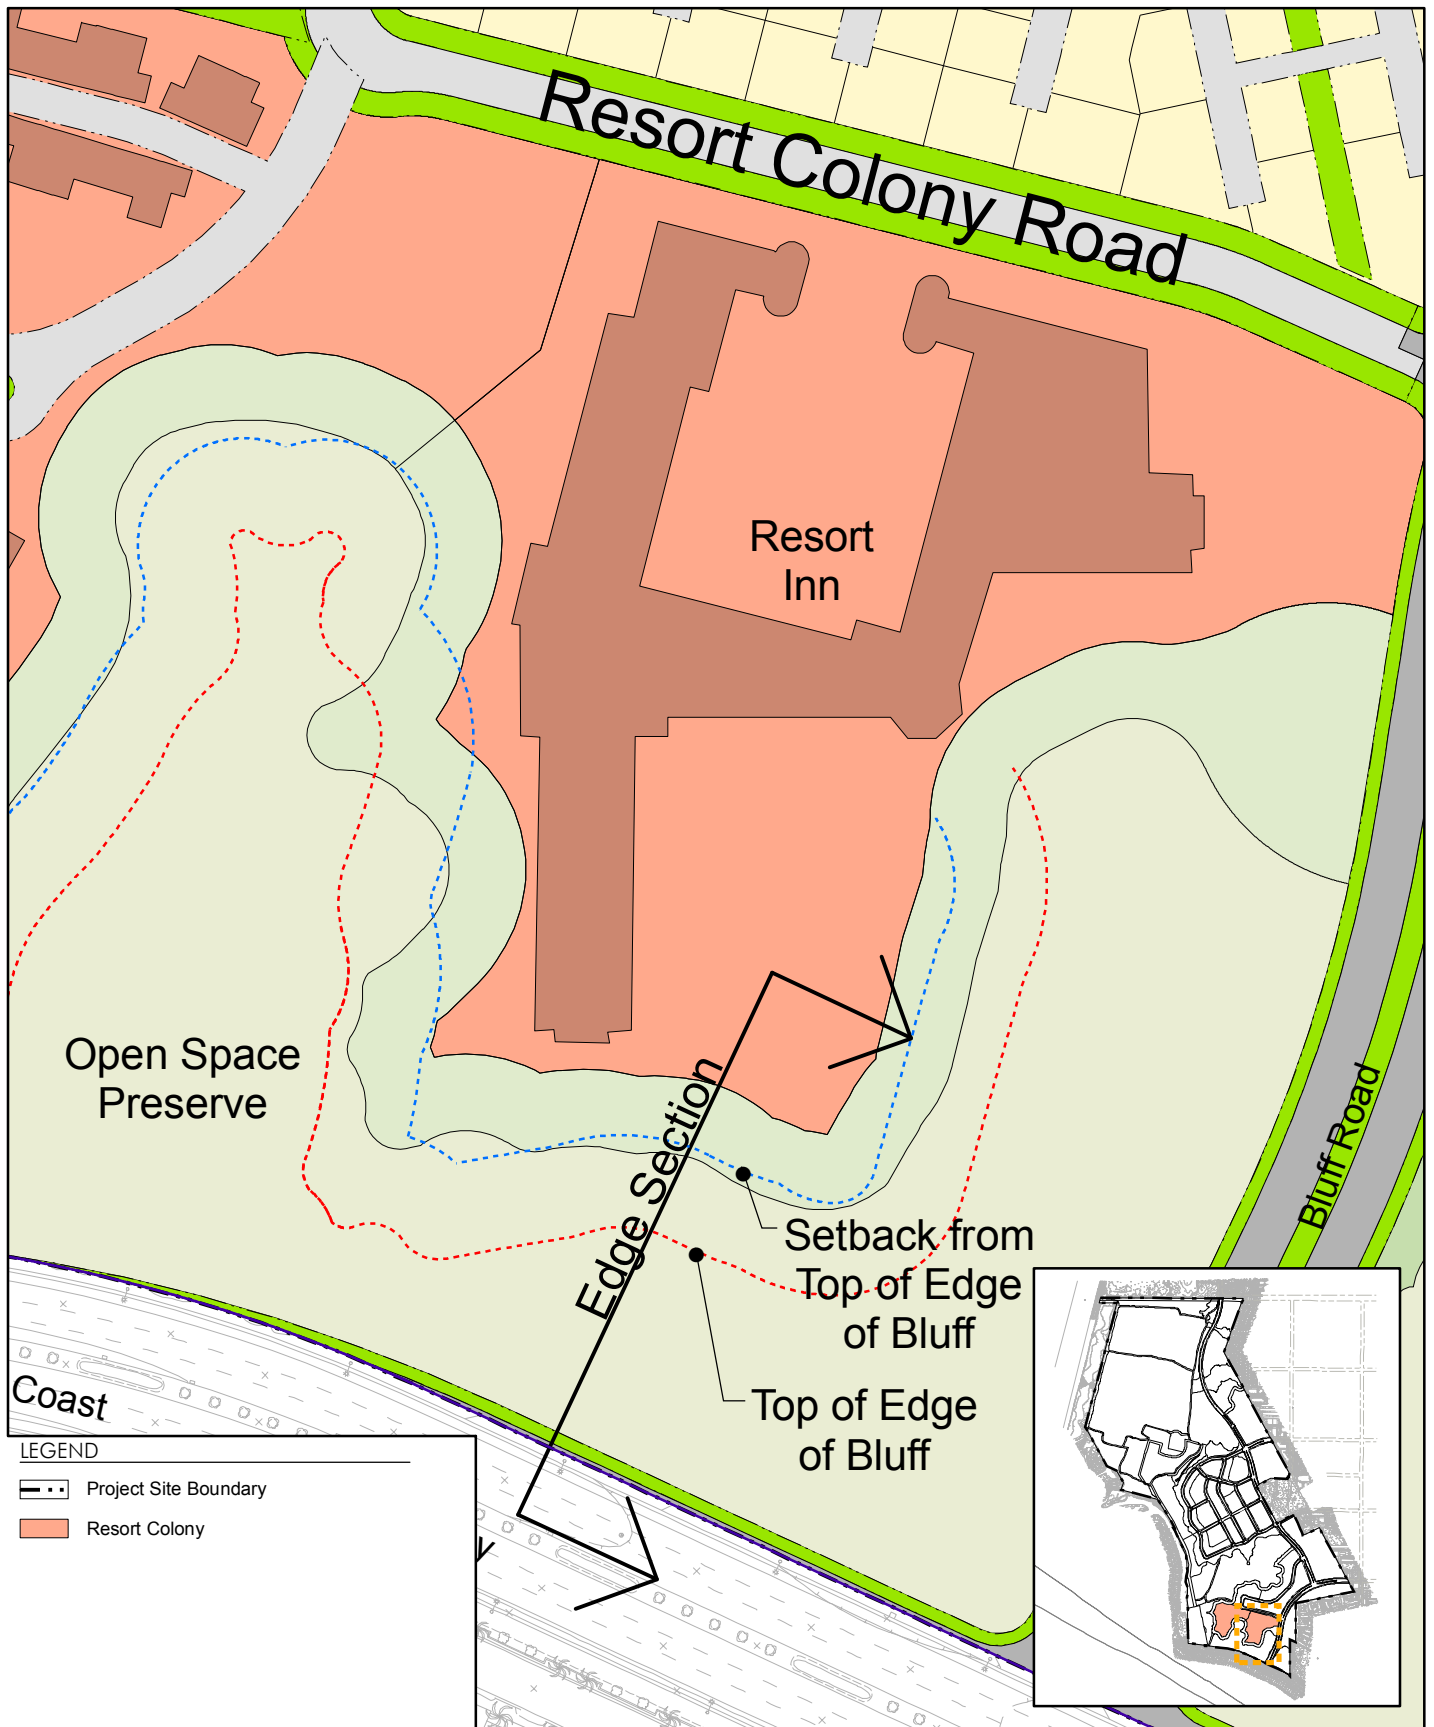 Resort Colony Road
Resort
Inn
Open Space
Preserve
Edge Section
Bluff Road
Setback from
Top of Edge
of Bluff
Top of Edge
of Bluff
Coast
y
LEGEND
Project Site Boundary
Resort Colony